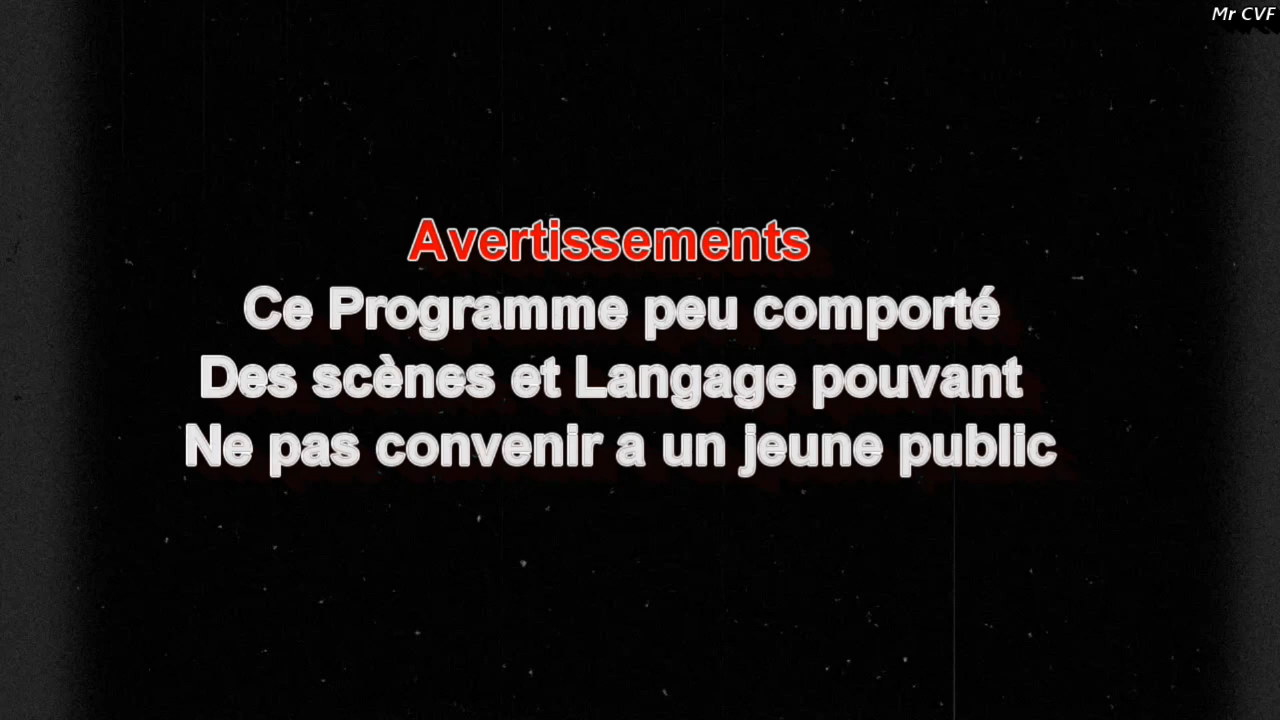 Mr CVF
Avertissements
Ce Programme peu comporté
Des scènes et Langage pouvant
Ne pas convenir a un jeune public